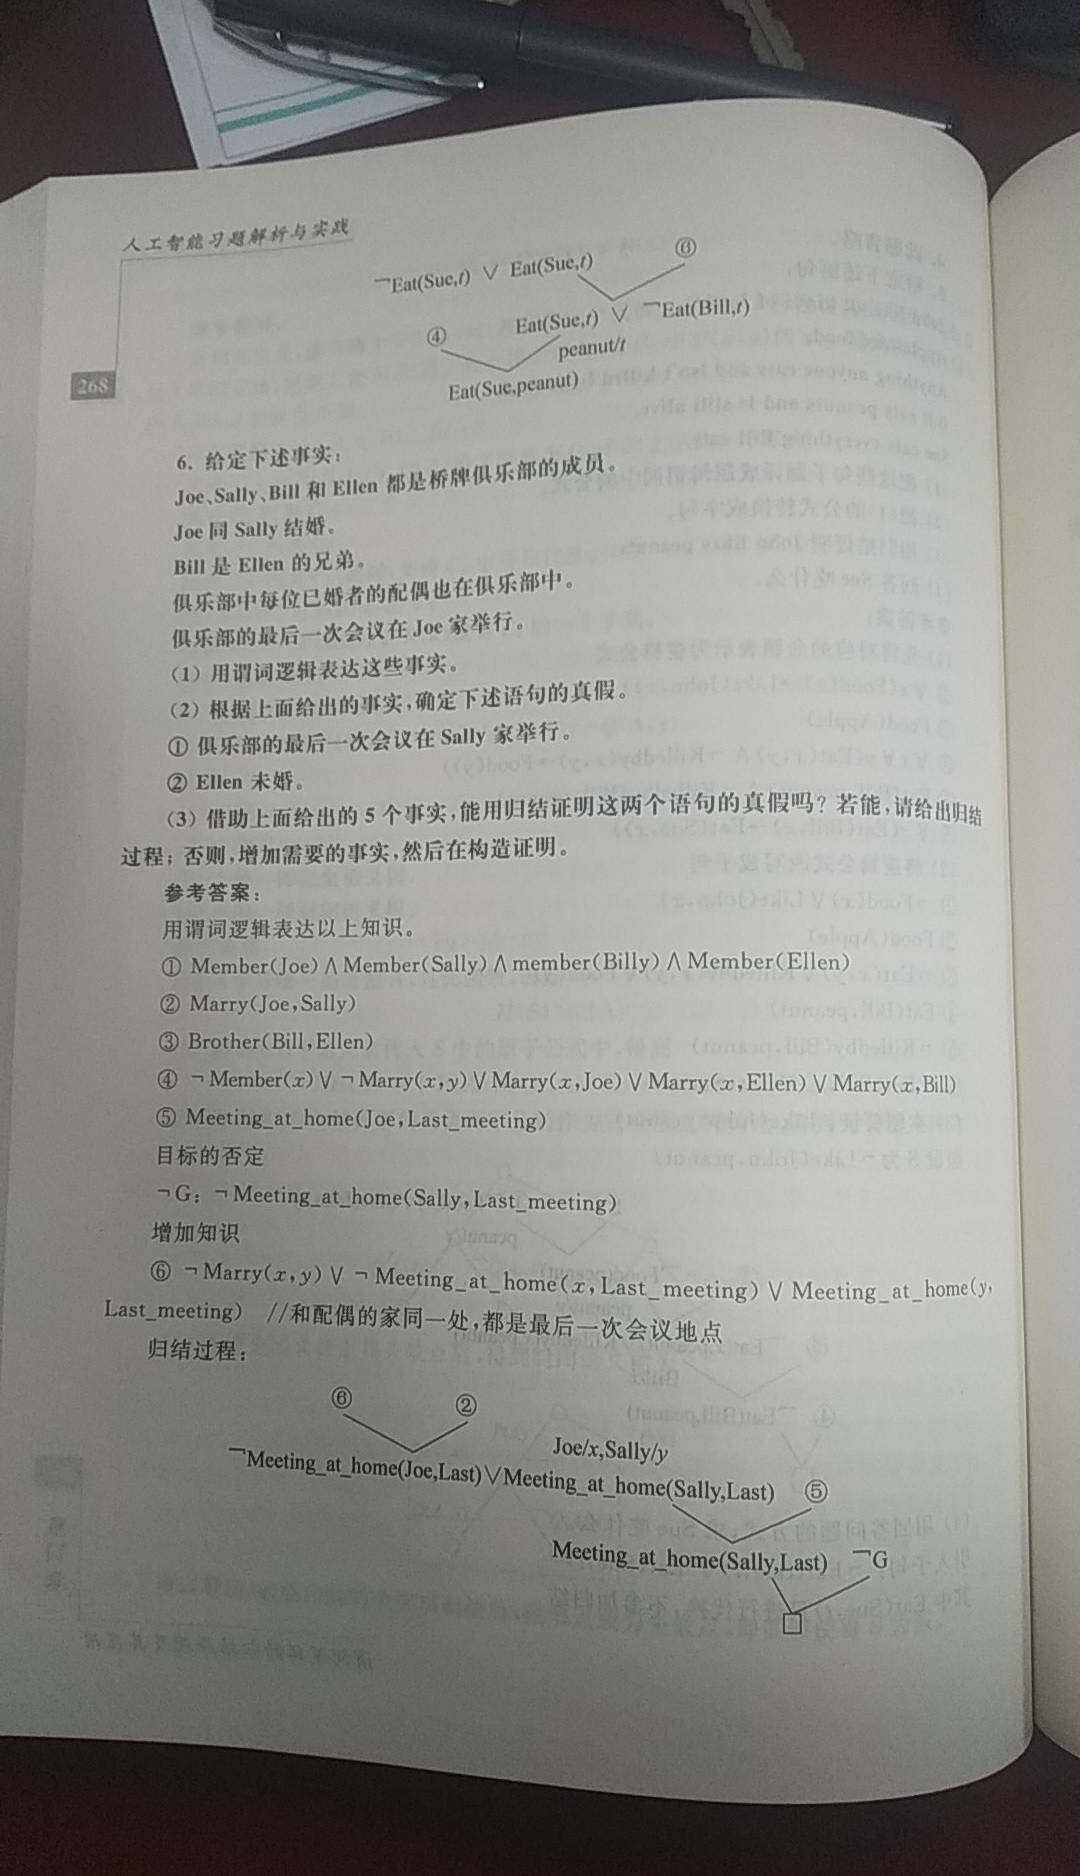 人工智能习题解析与实践
268
¬Eat(Sue,t) ∨ Eat(Sue,t) ⑥
④ Eat(Sue,t) ∨ ¬Eat(Bill,t)
peanut/t
Eat(Sue,peanut)
6. 给定下述事实：
Joe、Sally、Bill 和 Ellen 都是桥牌俱乐部的成员。
Joe 同 Sally 结婚。
Bill 是 Ellen 的兄弟。
俱乐部中每位已婚者的配偶也在俱乐部中。
俱乐部的最后一次会议在 Joe 家举行。
(1) 用谓词逻辑表达这些事实。
(2) 根据上面给出的事实,确定下述语句的真假。
① 俱乐部的最后一次会议在 Sally 家举行。
② Ellen 未婚。
(3) 借助上面给出的 5 个事实,能用归结证明这两个语句的真假吗？若能,请给出归结
过程；否则,增加需要的事实,然后在构造证明。
参考答案：
用谓词逻辑表达以上知识。
① Member(Joe)∧Member(Sally)∧member(Billy)∧Member(Ellen)
② Marry(Joe,Sally)
③ Brother(Bill,Ellen)
④ ¬Member(x)∨¬Marry(x,y)∨Marry(x,Joe)∨Marry(x,Ellen)∨Marry(x,Bill)
⑤ Meeting_at_home(Joe,Last_meeting)
目标的否定
¬G：¬Meeting_at_home(Sally,Last_meeting)
增加知识
⑥ ¬Marry(x,y)∨¬Meeting_at_home(x,Last_meeting)∨Meeting_at_home(y,
Last_meeting) //和配偶的家同一处,都是最后一次会议地点
归结过程：
⑥ ②
Joe/x,Sally/y
¬Meeting_at_home(Joe,Last)∨Meeting_at_home(Sally,Last) ⑤
Meeting_at_home(Sally,Last) ¬G